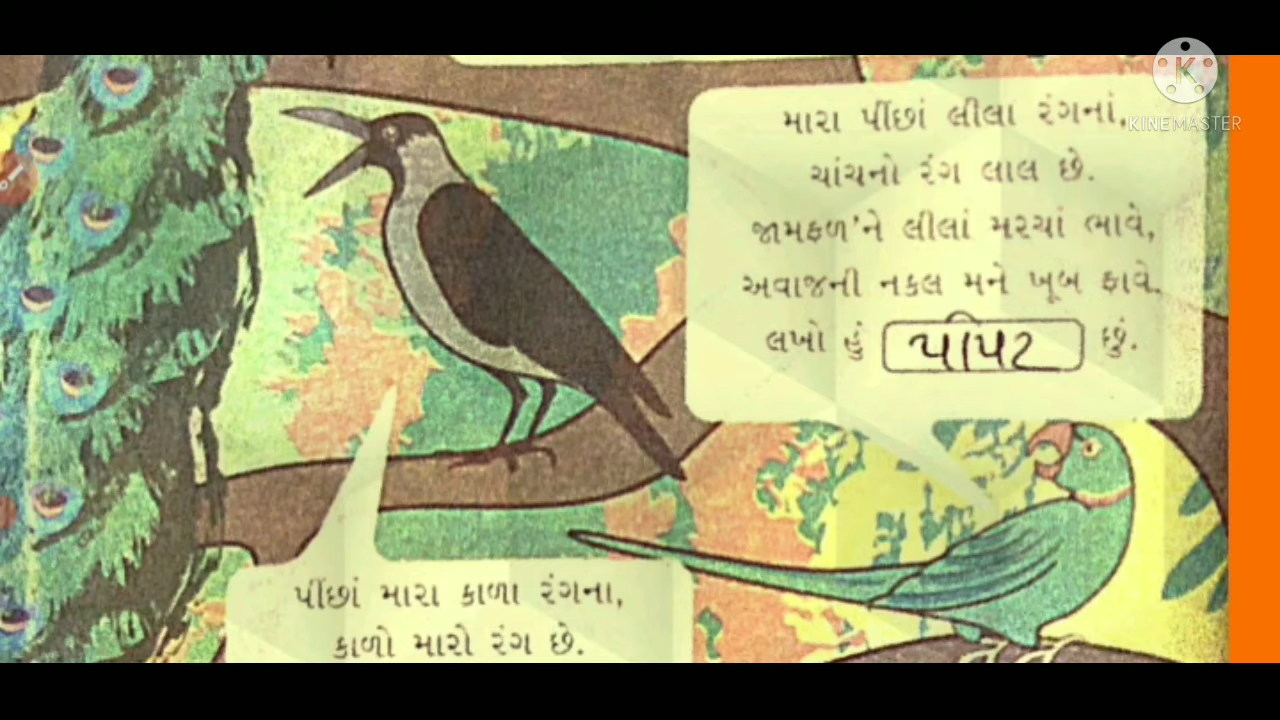 KINEMASTER
મારા પીંછાં લીલા રંગનાં,
ચાંચનો રંગ લાલ છે.
જામફળ'ને લીલાં મરચાં ભાવે,
અવાજની નકલ મને ખૂબ ફાવે.
લખો હું પોપટ છું.
પીંછાં મારા કાળા રંગના,
કાળો મારો રંગ છે.